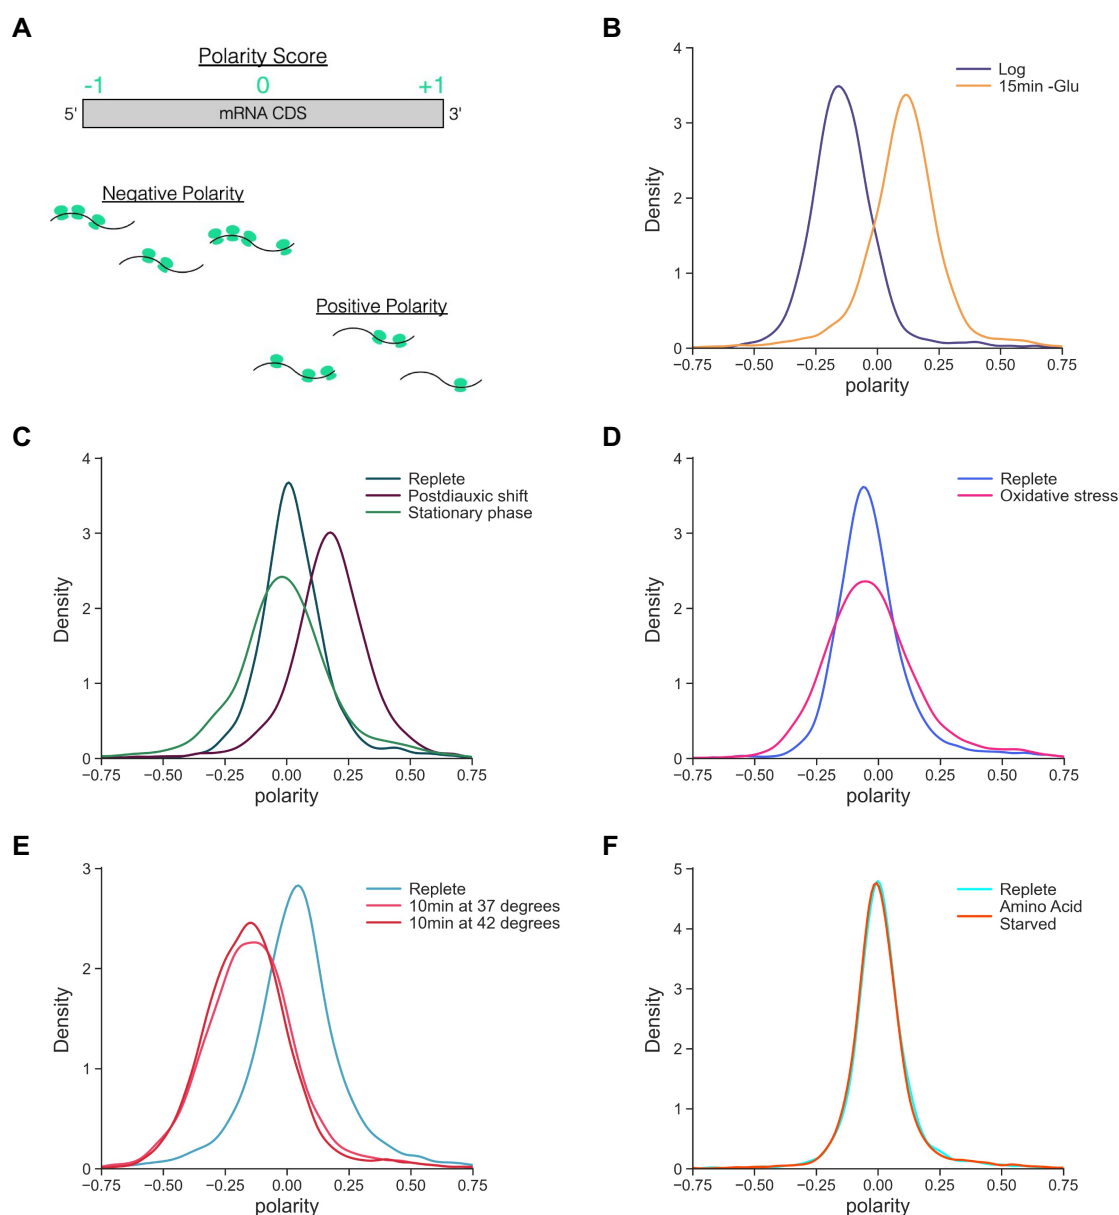 A
Polarity Score
-1 0 +1
5' mRNA CDS 3'
Negative Polarity
Positive Polarity
B
4
3
2
1
0
Density
−0.75 −0.50 −0.25 0.00 0.25 0.50 0.75
polarity
Log
15min -Glu
C
4
3
2
1
0
Density
−0.75 −0.50 −0.25 0.00 0.25 0.50 0.75
polarity
Replete
Postdiauxic shift
Stationary phase
D
4
3
2
1
0
Density
−0.75 −0.50 −0.25 0.00 0.25 0.50 0.75
polarity
Replete
Oxidative stress
E
3
2
1
0
Density
−0.75 −0.50 −0.25 0.00 0.25 0.50 0.75
polarity
Replete
10min at 37 degrees
10min at 42 degrees
F
5
4
3
2
1
0
Density
−0.75 −0.50 −0.25 0.00 0.25 0.50 0.75
polarity
Replete
Amino Acid
Starved